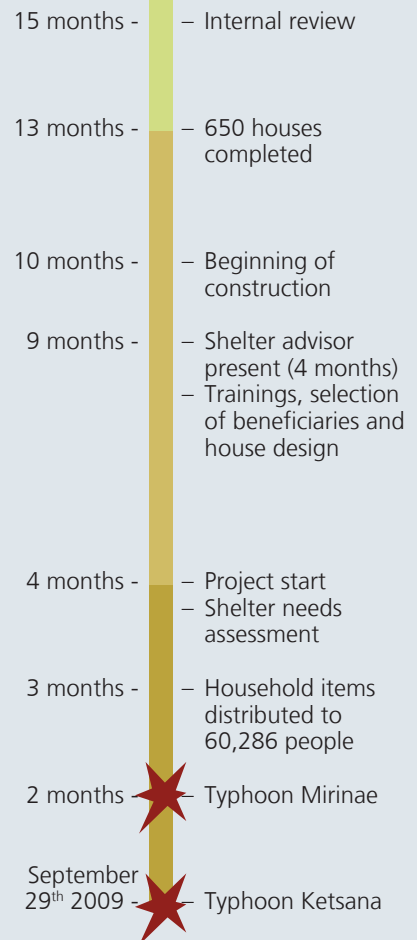 15 months - – Internal review
13 months - – 650 houses
completed
10 months - – Beginning of
construction
9 months - – Shelter advisor
present (4 months)
– Trainings, selection
of beneficiaries and
house design
4 months - – Project start
– Shelter needs
assessment
3 months - – Household items
distributed to
60,286 people
2 months - – Typhoon Mirinae
September
29th 2009 - – Typhoon Ketsana